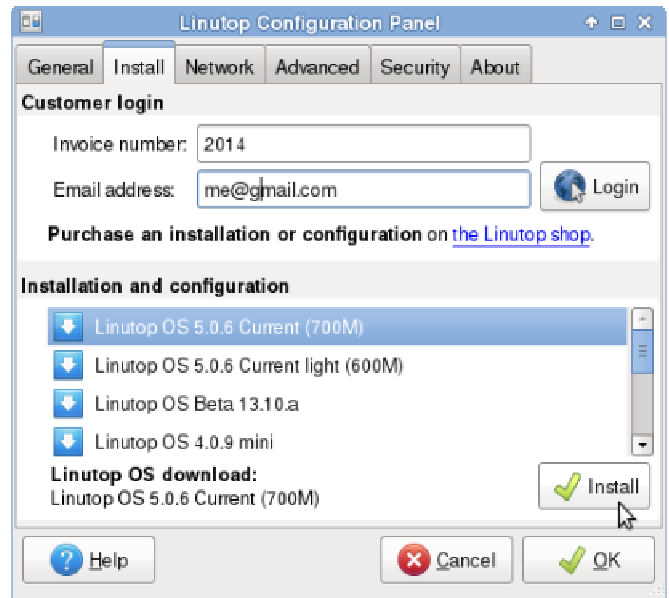 Linutop Configuration Panel
General Install Network Advanced Security About
Customer login
Invoice number: 2014
Email address: me@gmail.com
Login
Purchase an installation or configuration on the Linutop shop.
Installation and configuration
Linutop OS 5.0.6 Current (700M)
Linutop OS 5.0.6 Current light (600M)
Linutop OS Beta 13.10.a
Linutop OS 4.0.9 mini
Linutop OS download:
Linutop OS 5.0.6 Current (700M)
Install
Help Cancel OK